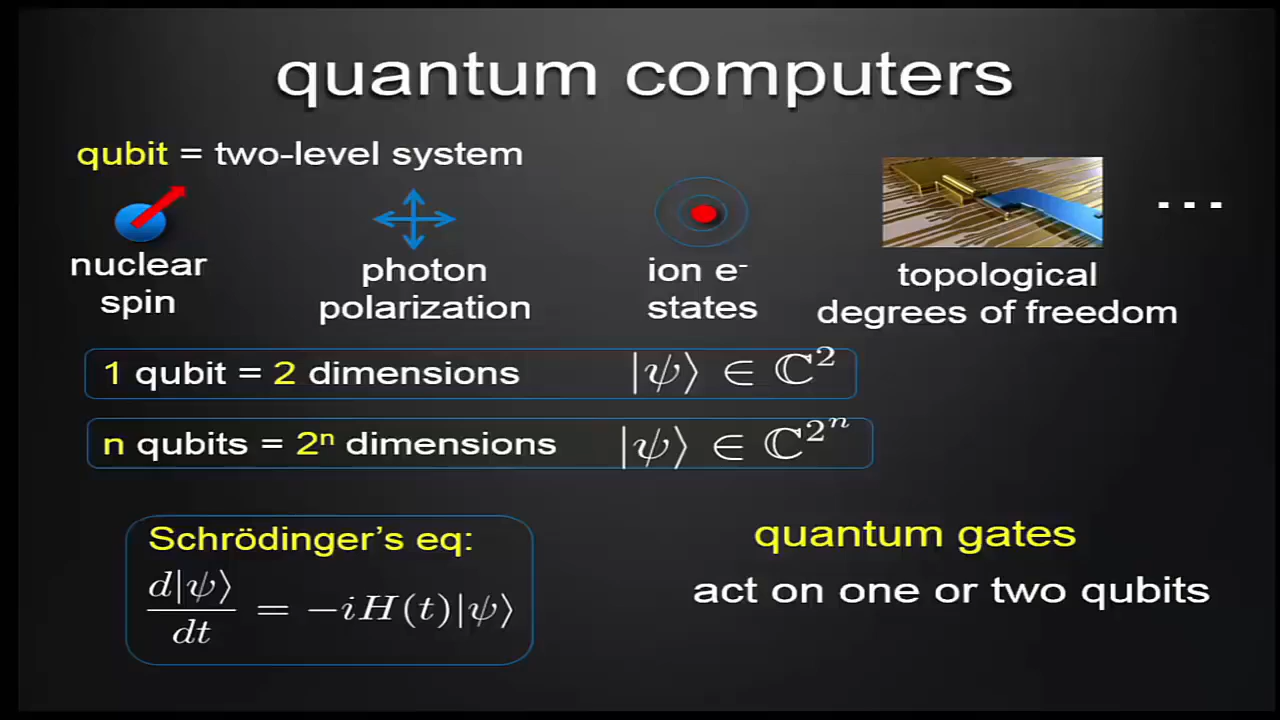 quantum computers
qubit = two-level system
nuclear
spin
photon
polarization
ion e⁻
states
topological
degrees of freedom
...
1 qubit = 2 dimensions |ψ⟩ ∈ ℂ²
n qubits = 2ⁿ dimensions |ψ⟩ ∈ ℂ^{2ⁿ}
Schrödinger’s eq:
d|ψ⟩/dt = −iH(t)|ψ⟩
quantum gates
act on one or two qubits